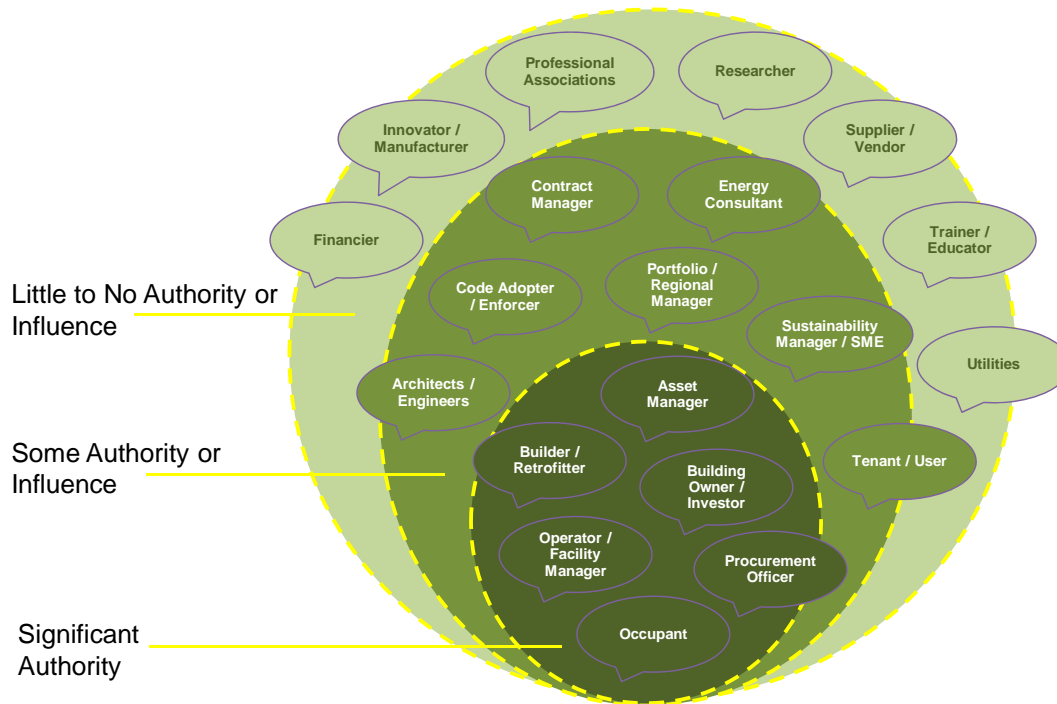 Professional
Associations
Researcher
Innovator /
Manufacturer
Supplier /
Vendor
Contract
Manager
Energy
Consultant
Financier
Trainer /
Educator
Little to No Authority or
Influence
Code Adopter
/ Enforcer
Portfolio /
Regional
Manager
Sustainability
Manager / SME
Utilities
Architects /
Engineers
Asset
Manager
Some Authority or
Influence
Builder /
Retrofitter
Building
Owner /
Investor
Tenant / User
Operator /
Facility
Manager
Procurement
Officer
Significant
Authority
Occupant